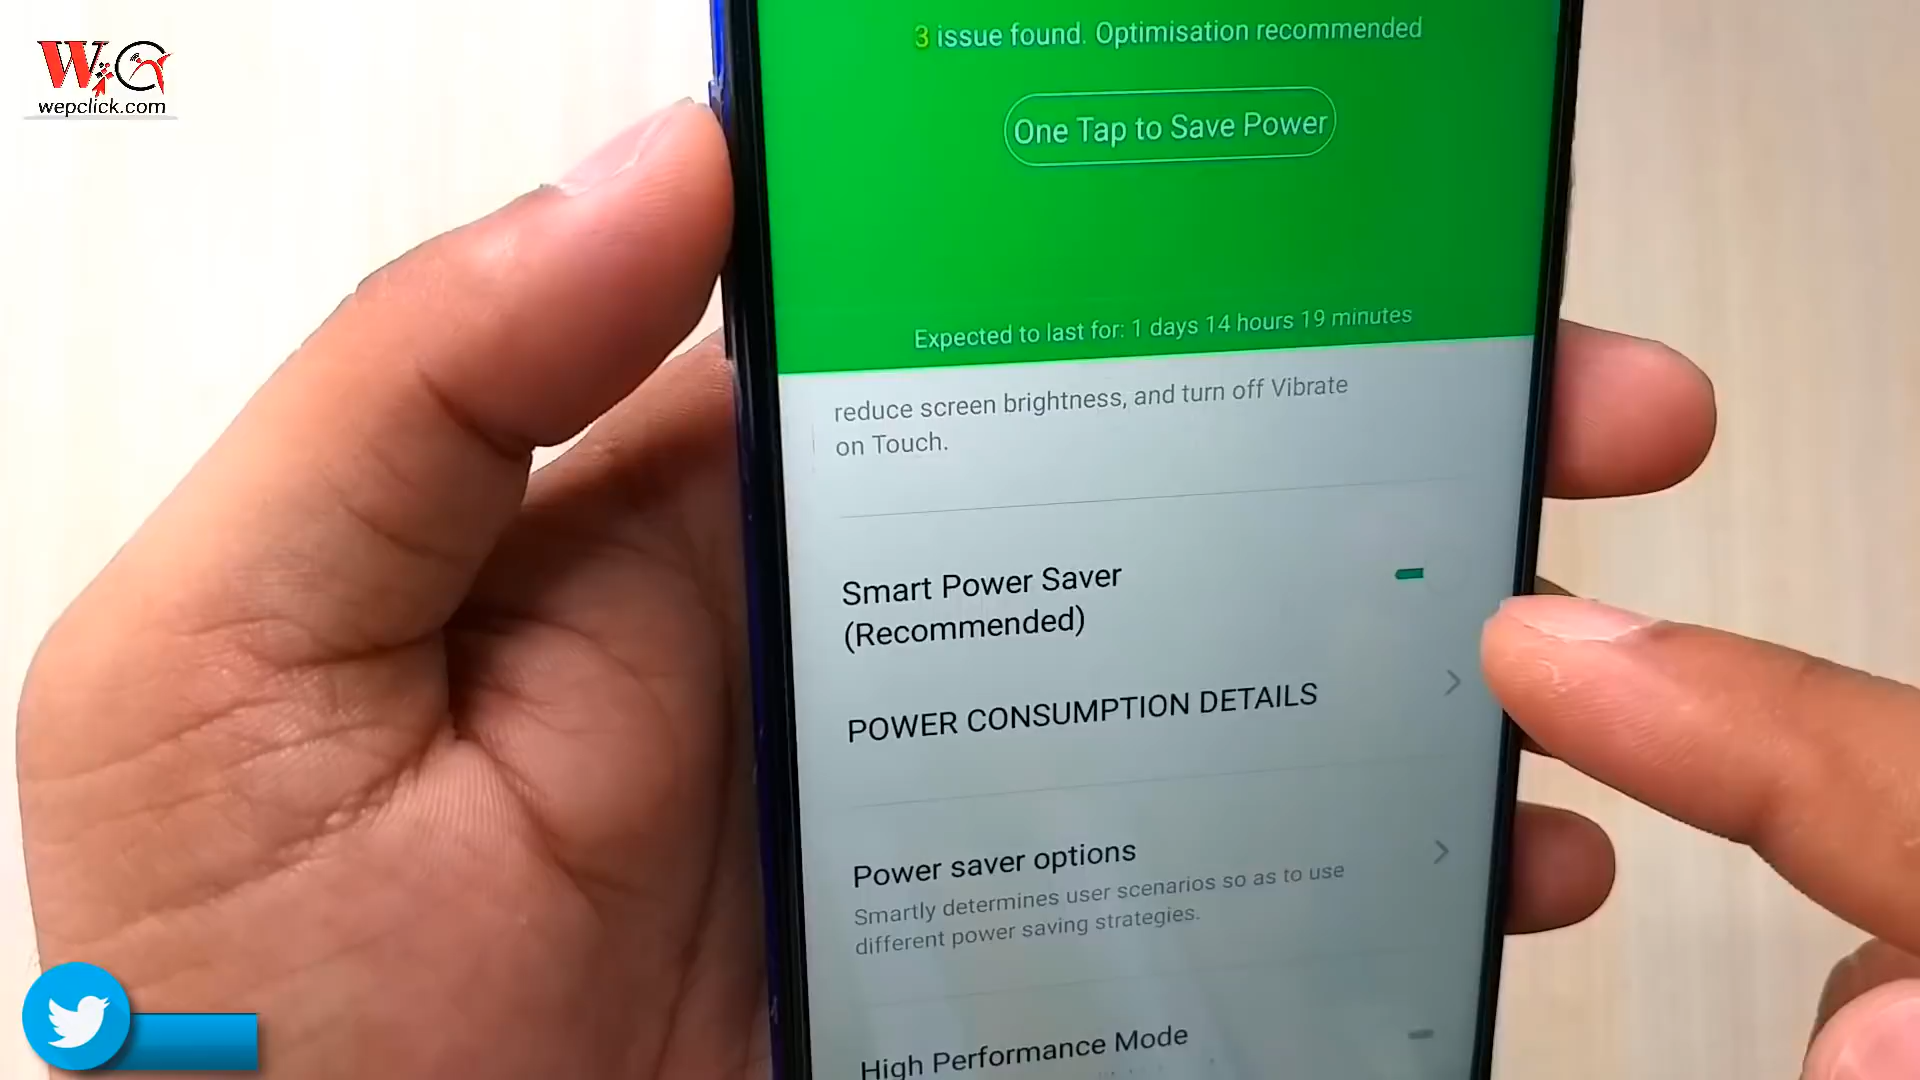 WC
wepclick.com
3 issue found. Optimisation recommended
One Tap to Save Power
Expected to last for: 1 days 14 hours 19 minutes
reduce screen brightness, and turn off Vibrate
on Touch.
Smart Power Saver
(Recommended)
POWER CONSUMPTION DETAILS
Power saver options
Smartly determines user scenarios so as to use
different power saving strategies.
High Performance Mode